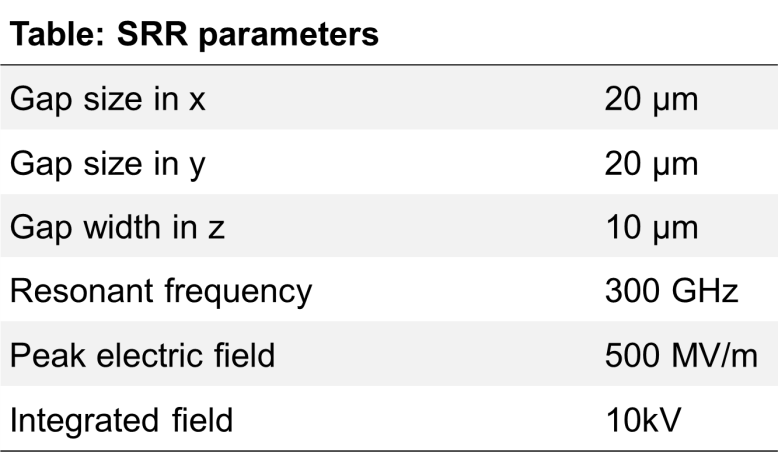 Table: SRR parameters
Gap size in x 20 μm
Gap size in y 20 μm
Gap width in z 10 μm
Resonant frequency 300 GHz
Peak electric field 500 MV/m
Integrated field 10kV